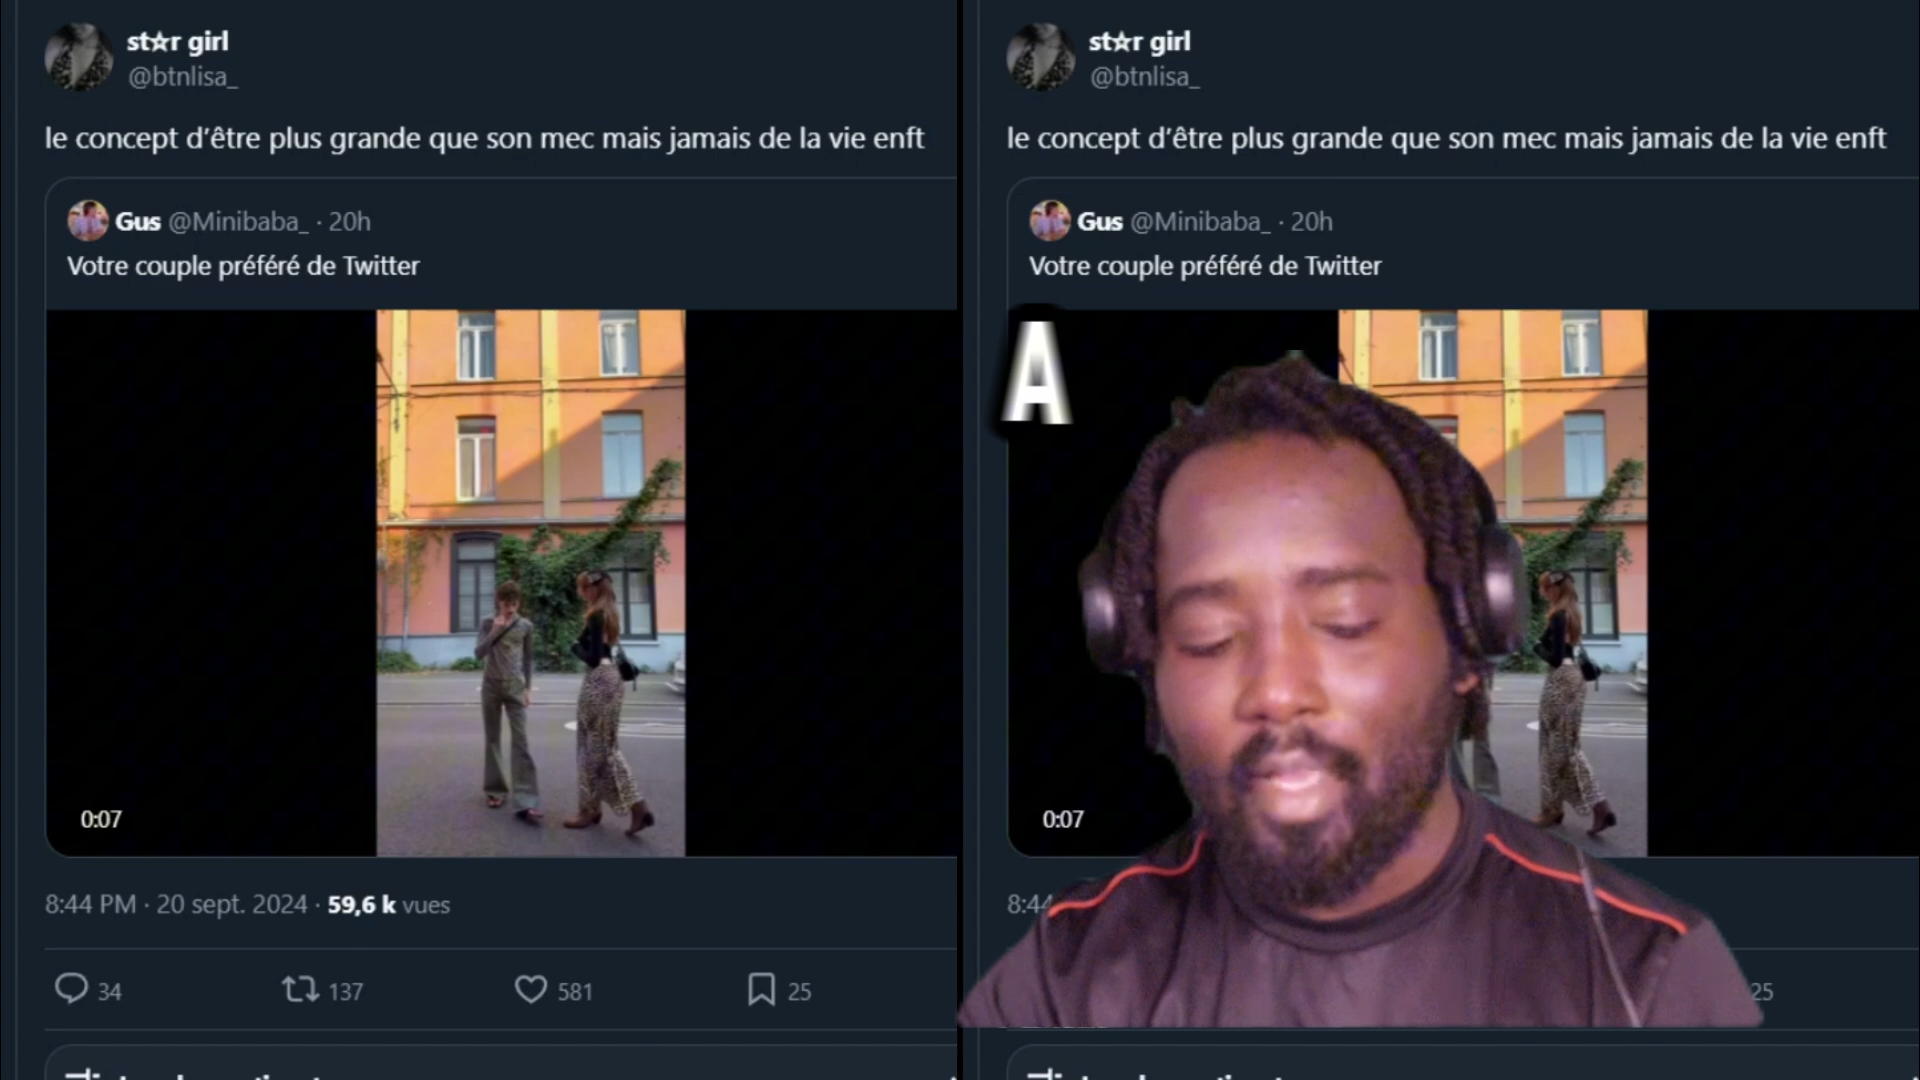 st☆r girl
@btnlisa_
le concept d'être plus grande que son mec mais jamais de la vie enft
Gus @Minibaba_ · 20h
Votre couple préféré de Twitter
0:07
8:44 PM · 20 sept. 2024 · 59,6 k vues
34 137 581 25
st☆r girl
@btnlisa_
le concept d'être plus grande que son mec mais jamais de la vie enft
Gus @Minibaba_ · 20h
Votre couple préféré de Twitter
A
0:07
8:44
25